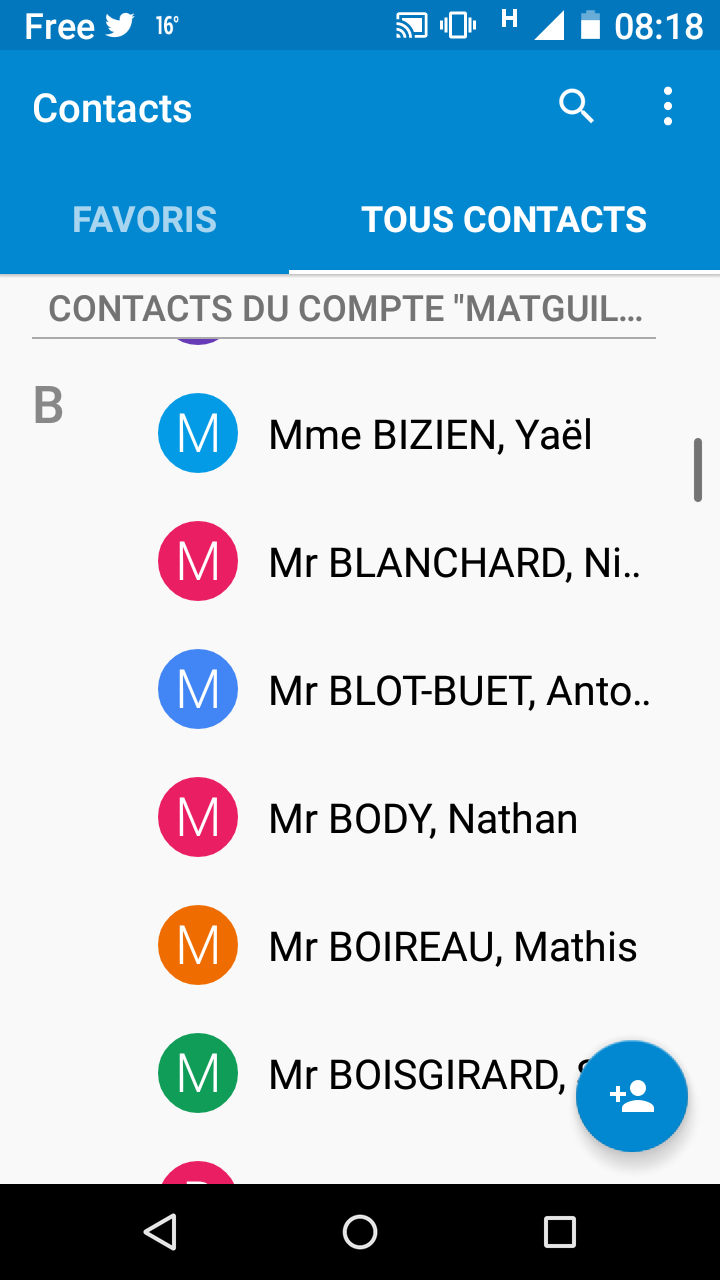 Free 16° H 08:18
Contacts
FAVORIS TOUS CONTACTS
CONTACTS DU COMPTE "MATGUIL...
B
M Mme BIZIEN, Yaël
M Mr BLANCHARD, Ni..
M Mr BLOT-BUET, Anto..
M Mr BODY, Nathan
M Mr BOIREAU, Mathis
M Mr BOISGIRARD,